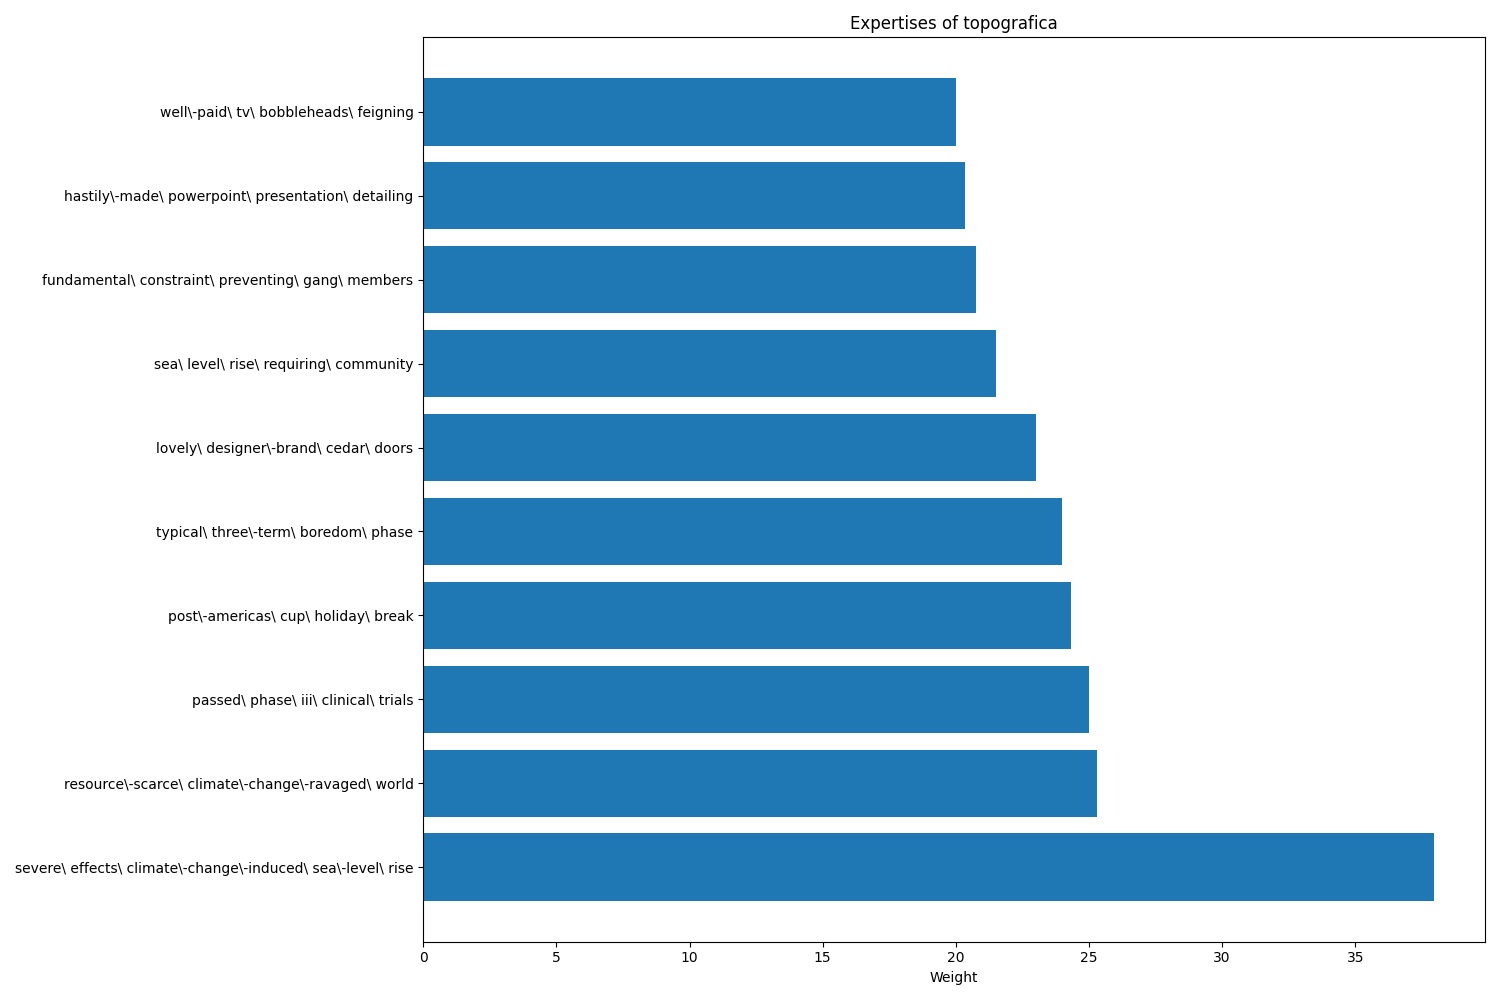 Expertises of topografica
well\-paid\ tv\ bobbleheads\ feigning
hastily\-made\ powerpoint\ presentation\ detailing
fundamental\ constraint\ preventing\ gang\ members
sea\ level\ rise\ requiring\ community
lovely\ designer\-brand\ cedar\ doors
typical\ three\-term\ boredom\ phase
post\-americas\ cup\ holiday\ break
passed\ phase\ iii\ clinical\ trials
resource\-scarce\ climate\-change\-ravaged\ world
severe\ effects\ climate\-change\-induced\ sea\-level\ rise
0 5 10 15 20 25 30 35
Weight